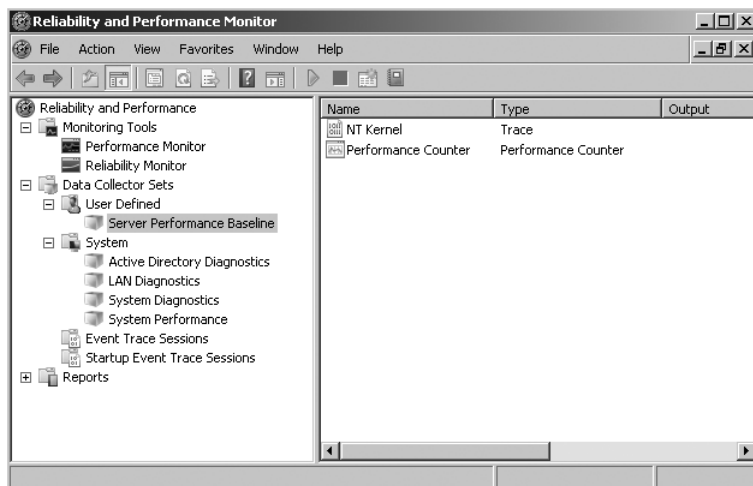 Reliability and Performance Monitor
File Action View Favorites Window Help
Reliability and Performance
Monitoring Tools
Performance Monitor
Reliability Monitor
Data Collector Sets
User Defined
Server Performance Baseline
System
Active Directory Diagnostics
LAN Diagnostics
System Diagnostics
System Performance
Event Trace Sessions
Startup Event Trace Sessions
Reports
Name Type Output
NT Kernel Trace
Performance Counter Performance Counter